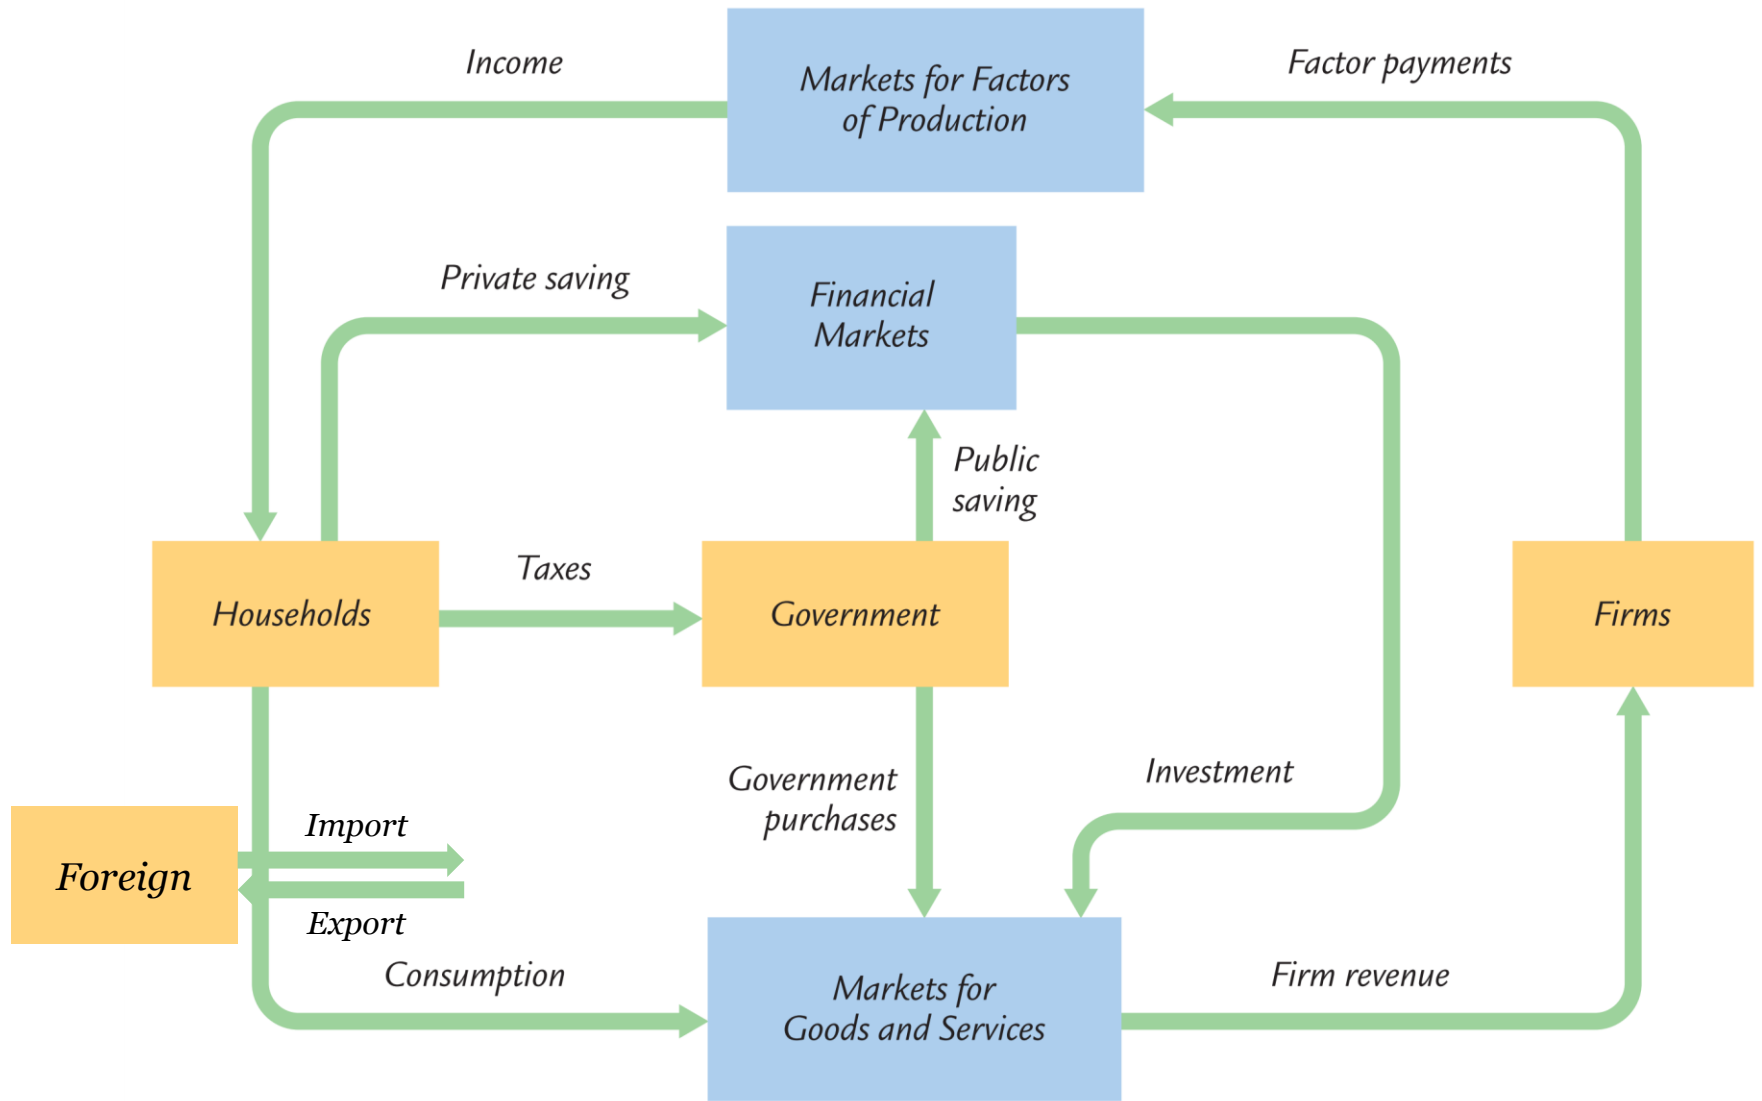 Income
Markets for Factors
of Production
Factor payments
Private saving
Financial
Markets
Public
saving
Households
Taxes
Government
Firms
Government
purchases
Investment
Foreign
Import
Export
Consumption
Markets for
Goods and Services
Firm revenue